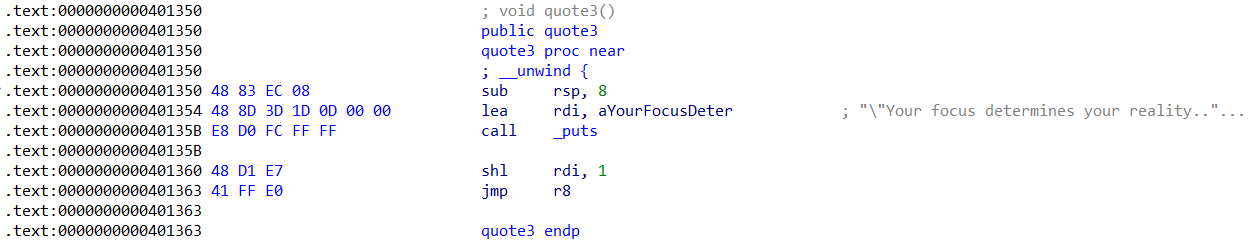 .text:0000000000401350 ; void quote3()
.text:0000000000401350 public quote3
.text:0000000000401350 quote3 proc near
.text:0000000000401350 ; __unwind {
.text:0000000000401350 48 83 EC 08 sub rsp, 8
.text:0000000000401354 48 8D 3D 1D 0D 00 00 lea rdi, aYourFocusDeter ; "\"Your focus determines your reality.."...
.text:000000000040135B E8 D0 FC FF FF call _puts
.text:000000000040135B
.text:0000000000401360 48 D1 E7 shl rdi, 1
.text:0000000000401363 41 FF E0 jmp r8
.text:0000000000401363
.text:0000000000401363 quote3 endp